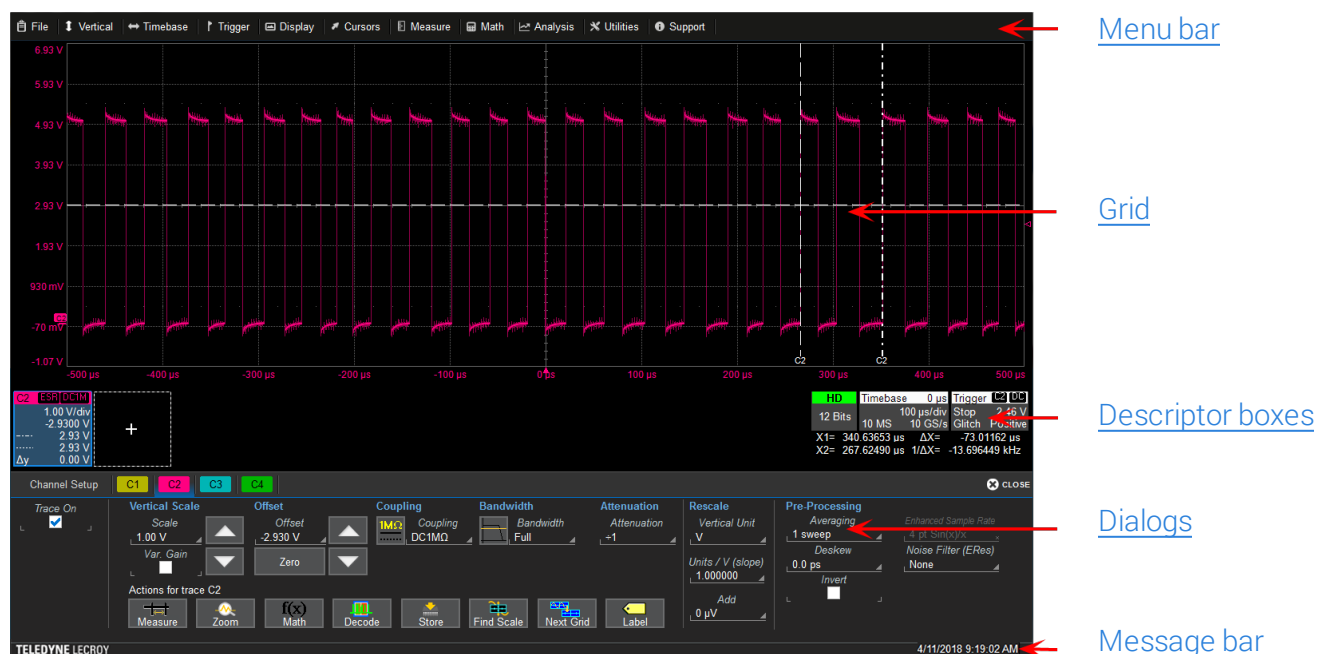 File Vertical Timebase Trigger Display Cursors Measure Math Analysis Utilities Support
Menu bar
6.93 V
5.93 V
4.93 V
3.93 V
2.93 V
Grid
1.93 V
930 mV
C2
-70 mV
-1.07 V
C2 C2
-500 µs -400 µs -300 µs -200 µs -100 µs 0 µs 100 µs 200 µs 300 µs 400 µs 500 µs
C2 ESR DC1M
1.00 V/div
-2.9300 V
2.93 V
2.93 V
Δy 0.00 V
+
HD
12 Bits
Timebase 0 µs
100 µs/div
10 MS 10 GS/s
Trigger C2 DC
Stop 2.46 V
Glitch Positive
X1= 340.63653 µs ΔX= -73.01162 µs
X2= 267.62490 µs 1/ΔX= -13.696449 kHz
Descriptor boxes
Channel Setup C1 C2 C3 C4 CLOSE
Trace On
Vertical Scale
Scale
1.00 V
Var. Gain
Offset
Offset
-2.930 V
Zero
Coupling
1MΩ
Coupling
DC1MΩ
Bandwidth
Bandwidth
Full
Attenuation
Attenuation
÷1
Rescale
Vertical Unit
V
Units / V (slope)
1.000000
Add
0 µV
Pre-Processing
Averaging
1 sweep
Deskew
0.0 ps
Invert
Enhanced Sample Rate
4 pt Sin(x)/x
Noise Filter (ERes)
None
Dialogs
Actions for trace C2
Measure Zoom f(x) Math Decode Store Find Scale Next Grid Label
TELEDYNE LECROY
4/11/2018 9:19:02 AM
Message bar